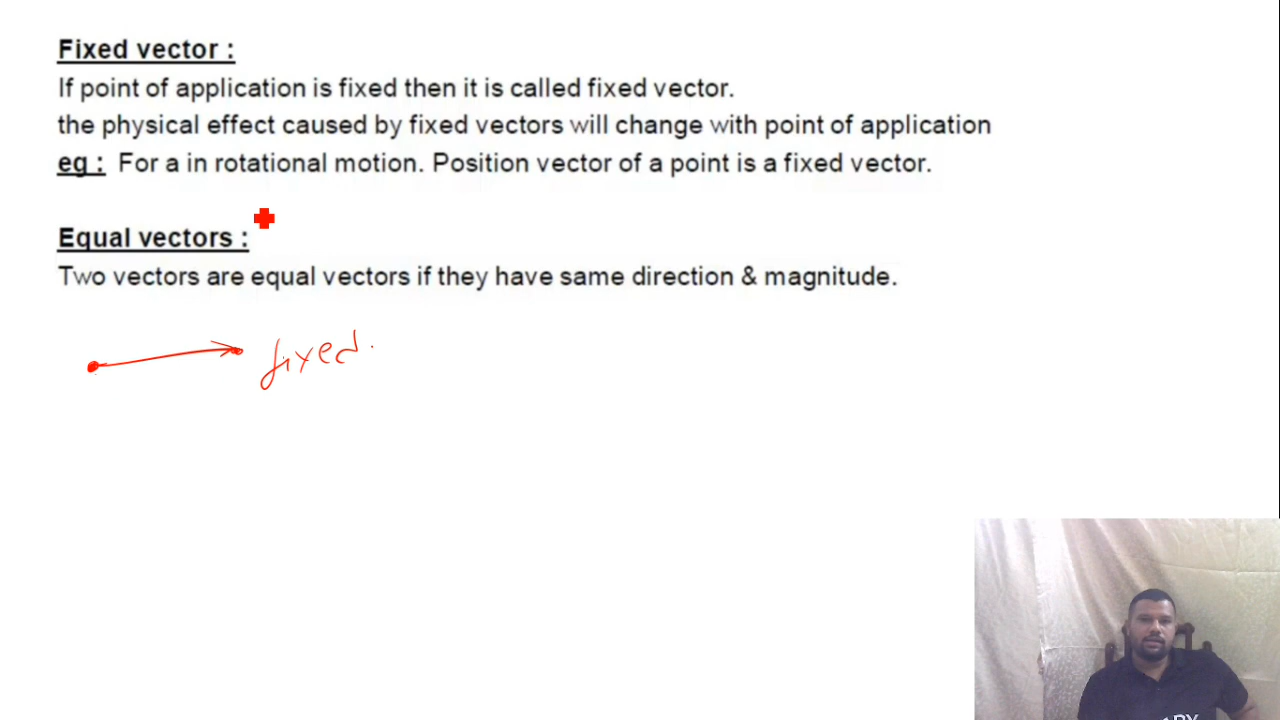 Fixed vector :
If point of application is fixed then it is called fixed vector.
the physical effect caused by fixed vectors will change with point of application
eg : For a in rotational motion. Position vector of a point is a fixed vector.
Equal vectors :
Two vectors are equal vectors if they have same direction & magnitude.
fixed.